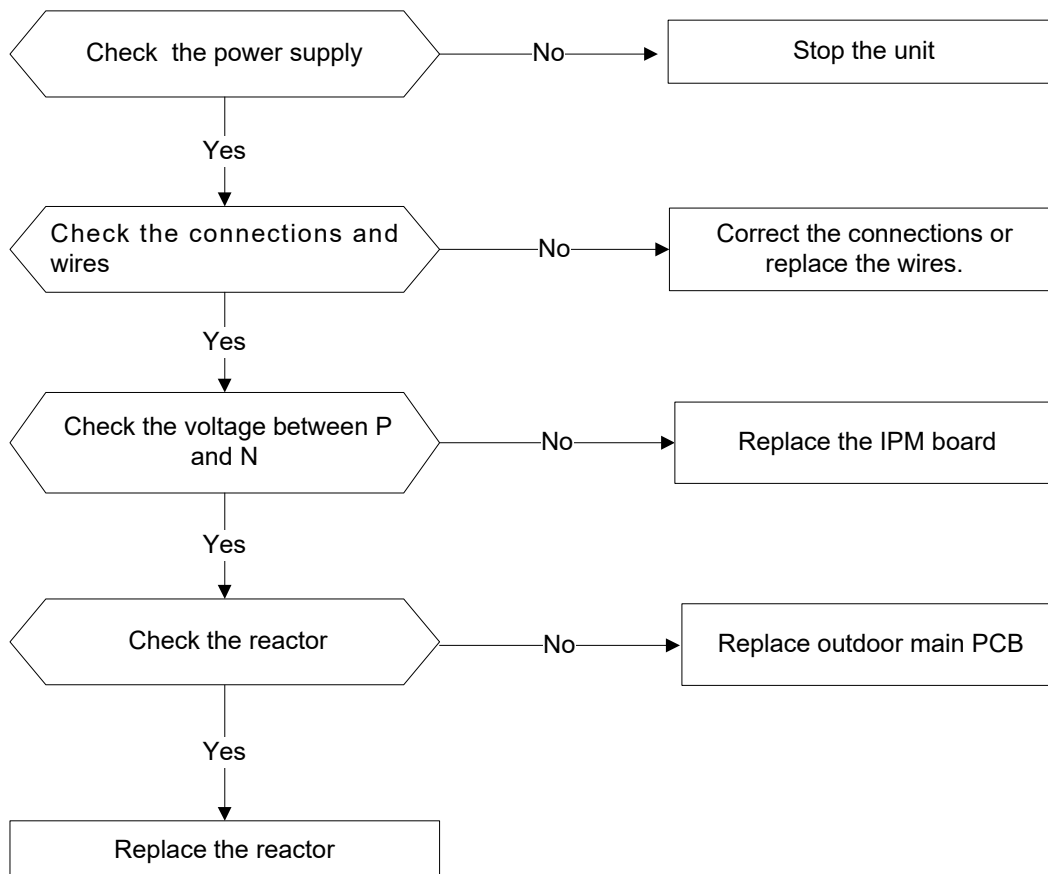 Check the power supply
No
Stop the unit
Yes
Check the connections and
wires
No
Correct the connections or
replace the wires.
Yes
Check the voltage between P
and N
No
Replace the IPM board
Yes
Check the reactor
No
Replace outdoor main PCB
Yes
Replace the reactor